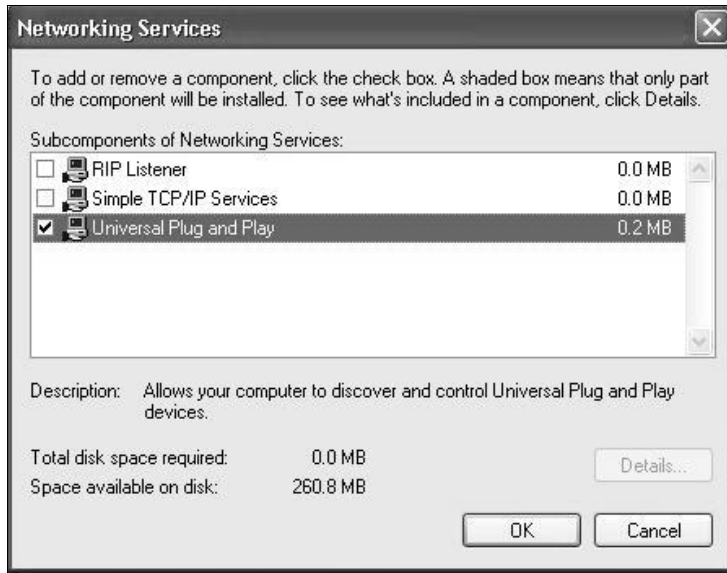 Networking Services
To add or remove a component, click the check box. A shaded box means that only part
of the component will be installed. To see what's included in a component, click Details.
Subcomponents of Networking Services:
RIP Listener 0.0 MB
Simple TCP/IP Services 0.0 MB
Universal Plug and Play 0.2 MB
Description: Allows your computer to discover and control Universal Plug and Play
devices.
Total disk space required: 0.0 MB
Space available on disk: 260.8 MB
Details...
OK Cancel